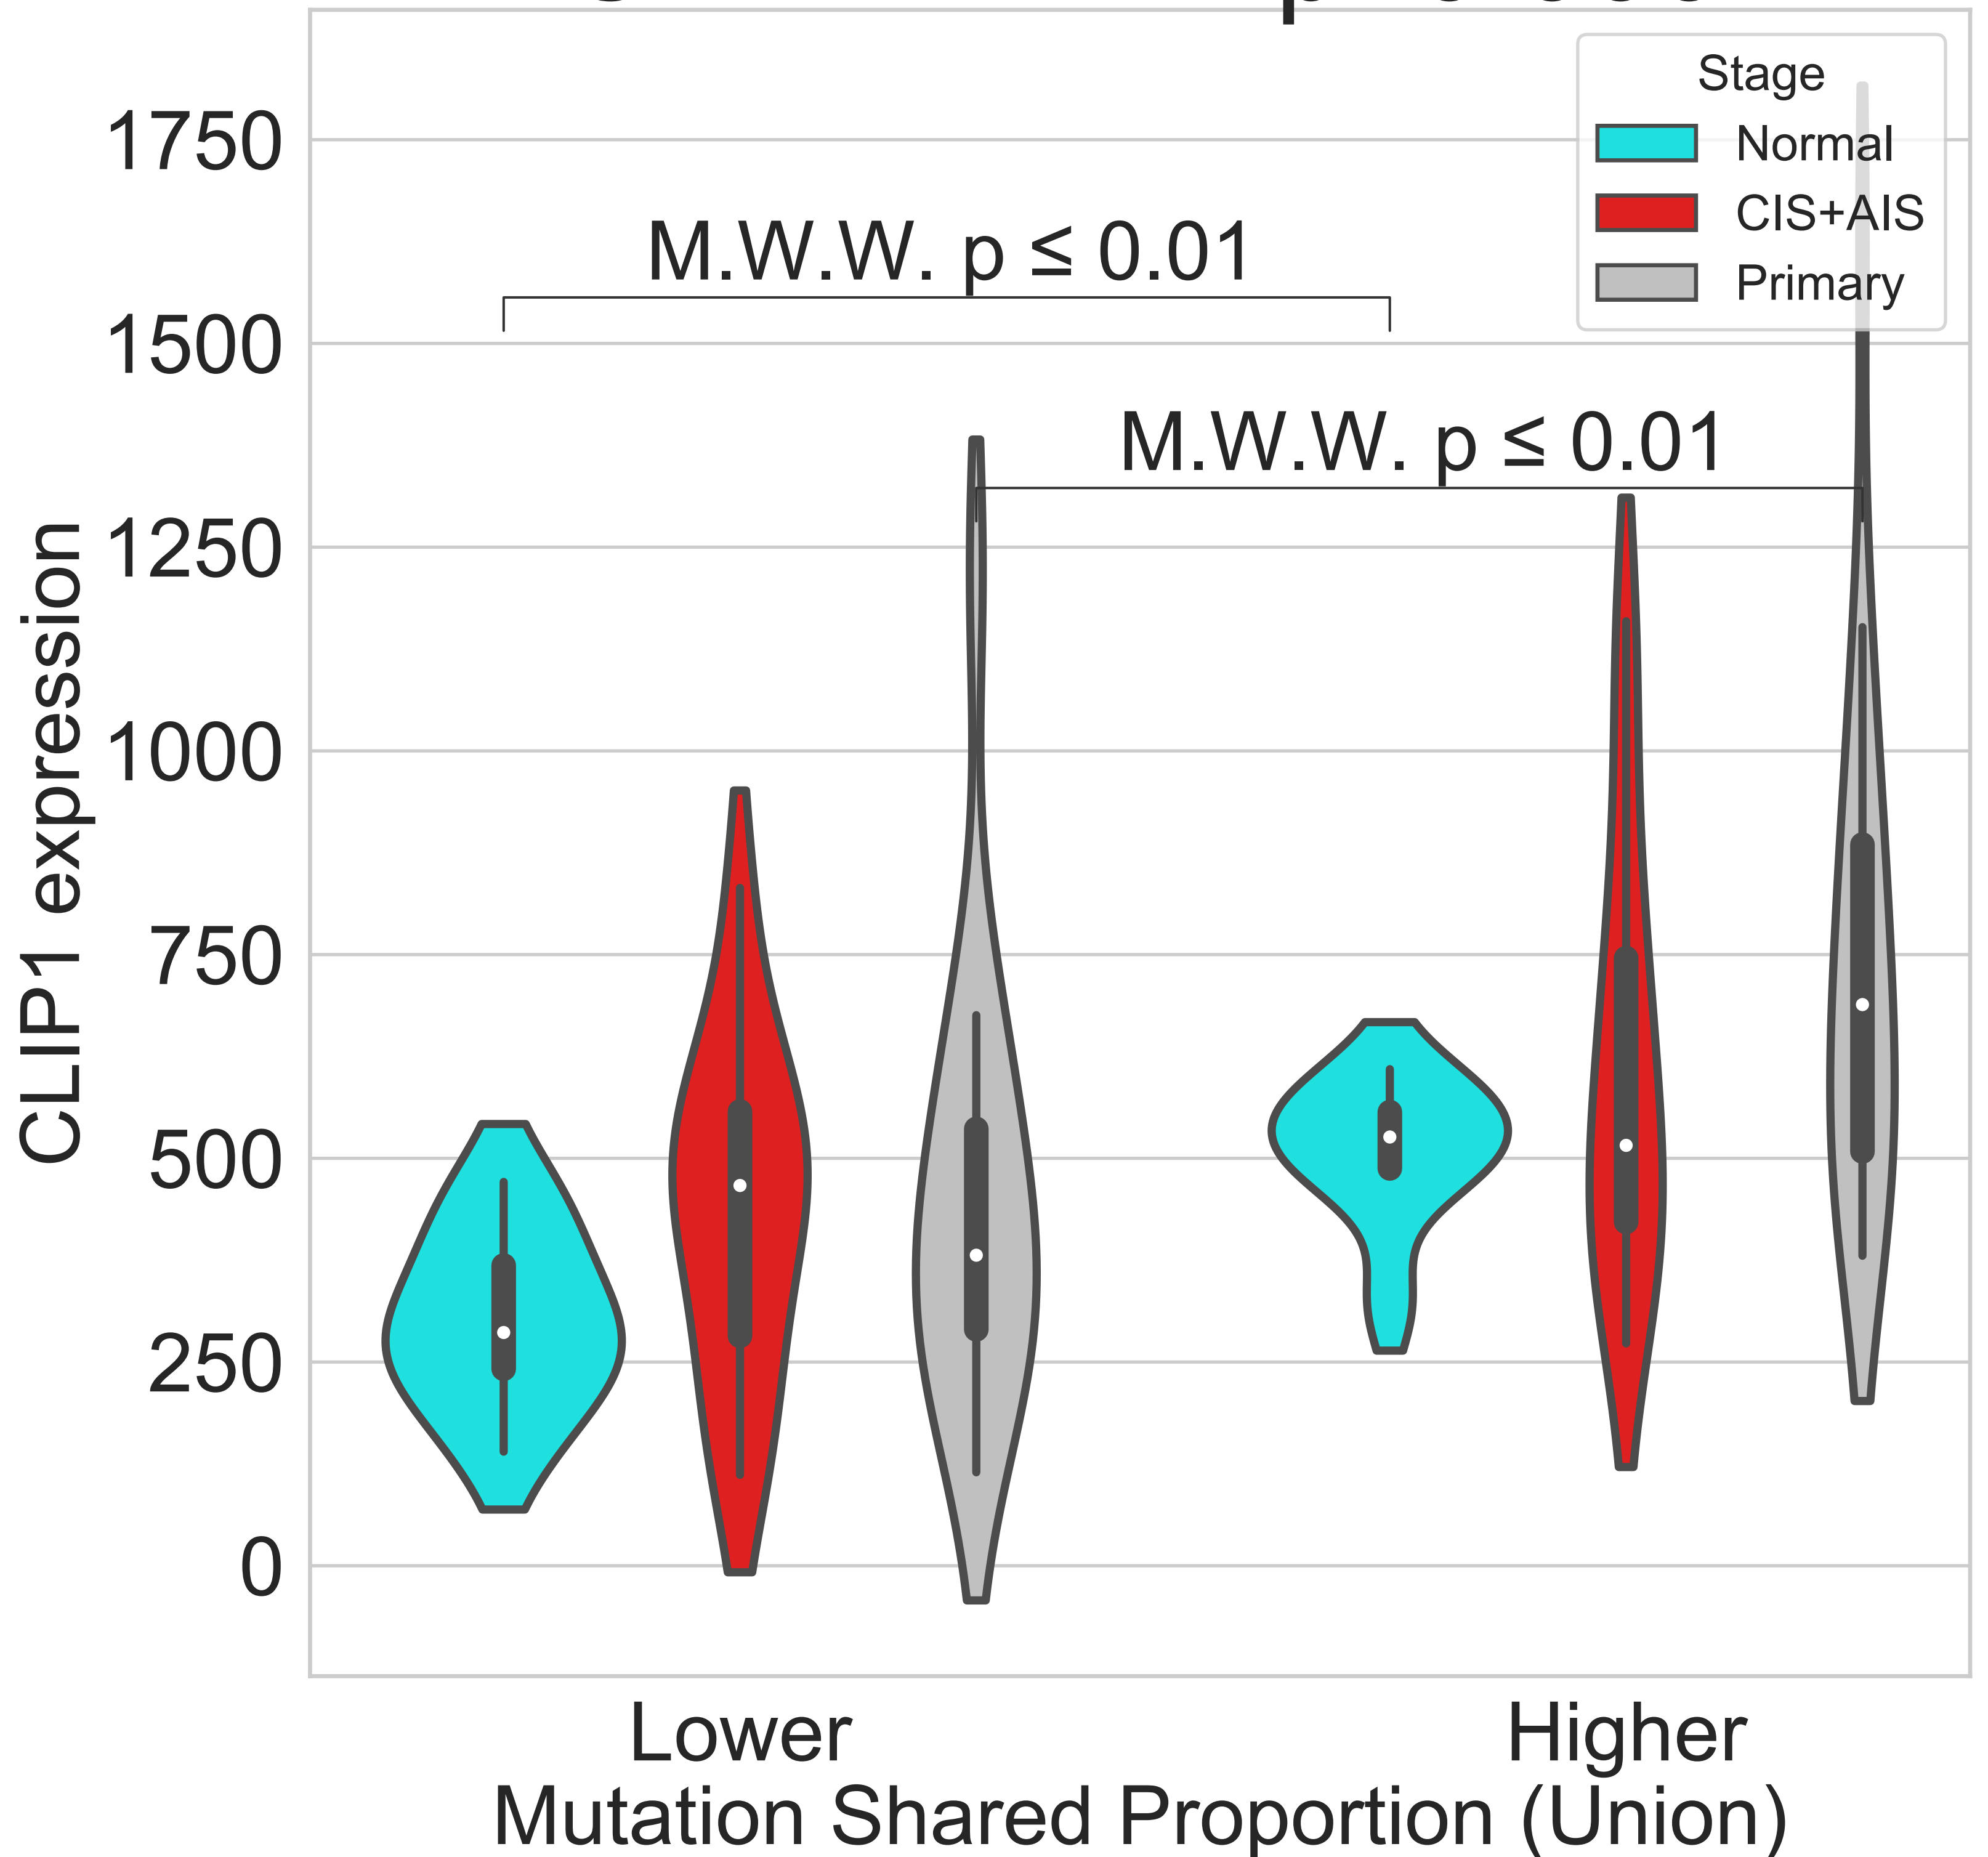 Stage
Normal
CIS+AIS
Primary
M.W.W. p ≤ 0.01
M.W.W. p ≤ 0.01
CLIP1 expression
1750
1500
1250
1000
750
500
250
0
Lower
Higher
Mutation Shared Proportion (Union)